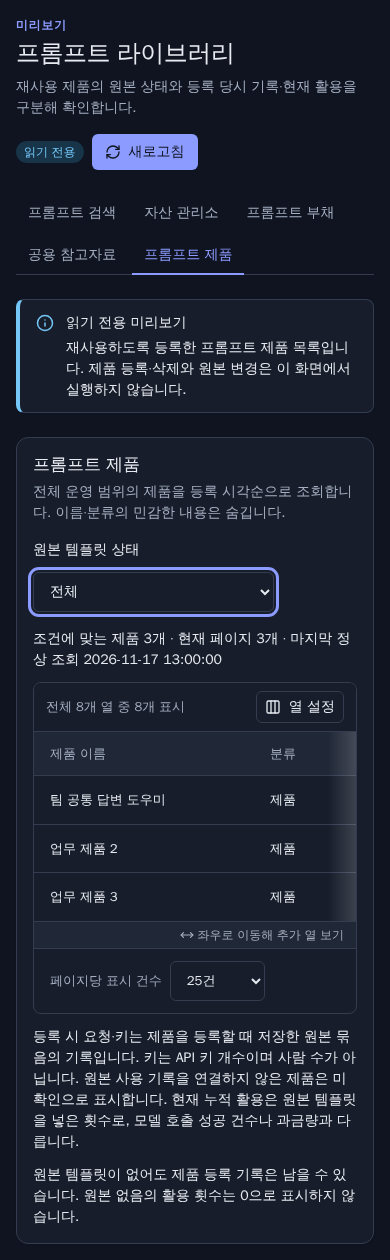 미리보기
프롬프트 라이브러리
재사용 제품의 원본 상태와 등록 당시 기록·현재 활용을
구분해 확인합니다.
읽기 전용
새로고침
프롬프트 검색
자산 관리소
프롬프트 부채
공용 참고자료
프롬프트 제품
읽기 전용 미리보기
재사용하도록 등록한 프롬프트 제품 목록입니
다. 제품 등록·삭제와 원본 변경은 이 화면에서
실행하지 않습니다.
프롬프트 제품
전체 운영 범위의 제품을 등록 시각순으로 조회합니
다. 이름·분류의 민감한 내용은 숨깁니다.
원본 템플릿 상태
전체
조건에 맞는 제품 3개 · 현재 페이지 3개 · 마지막 정
상 조회 2026-11-17 13:00:00
전체 8개 열 중 8개 표시
열 설정
제품 이름
분류
팀 공통 답변 도우미
제품
업무 제품 2
제품
업무 제품 3
제품
좌우로 이동해 추가 열 보기
페이지당 표시 건수
25건
등록 시 요청·키는 제품을 등록할 때 저장한 원본 묶
음의 기록입니다. 키는 API 키 개수이며 사람 수가 아
닙니다. 원본 사용 기록을 연결하지 않은 제품은 미
확인으로 표시합니다. 현재 누적 활용은 원본 템플릿
을 넣은 횟수로, 모델 호출 성공 건수나 과금량과 다
릅니다.
원본 템플릿이 없어도 제품 등록 기록은 남을 수 있
습니다. 원본 없음의 활용 횟수는 0으로 표시하지 않
습니다.